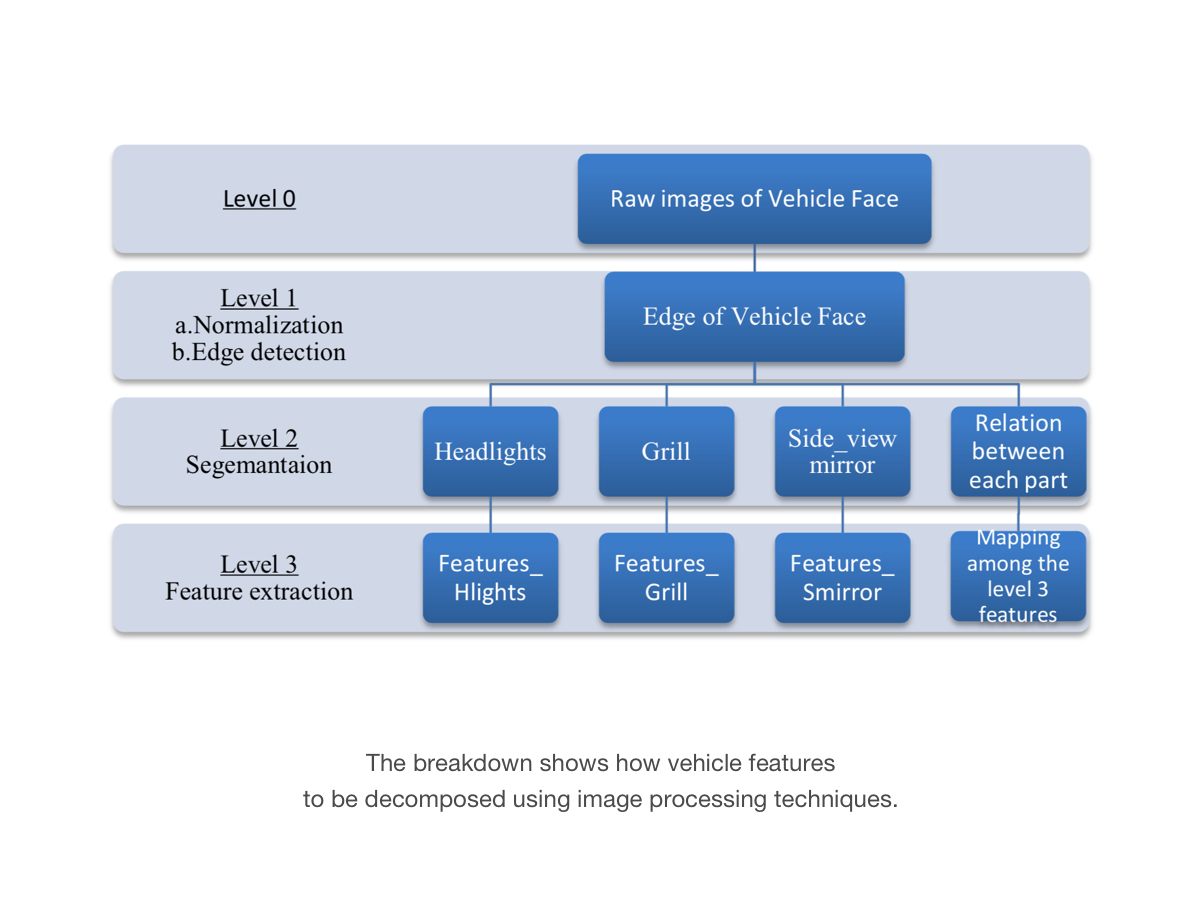 Level 0
Raw images of Vehicle Face
Level 1
a.Normalization
b.Edge detection
Edge of Vehicle Face
Level 2
Segemantaion
Headlights
Grill
Side_view
mirror
Relation
between
each part
Level 3
Feature extraction
Features_
Hlights
Features_
Grill
Features_
Smirror
Mapping
among the
level 3
features
The breakdown shows how vehicle features
to be decomposed using image processing techniques.